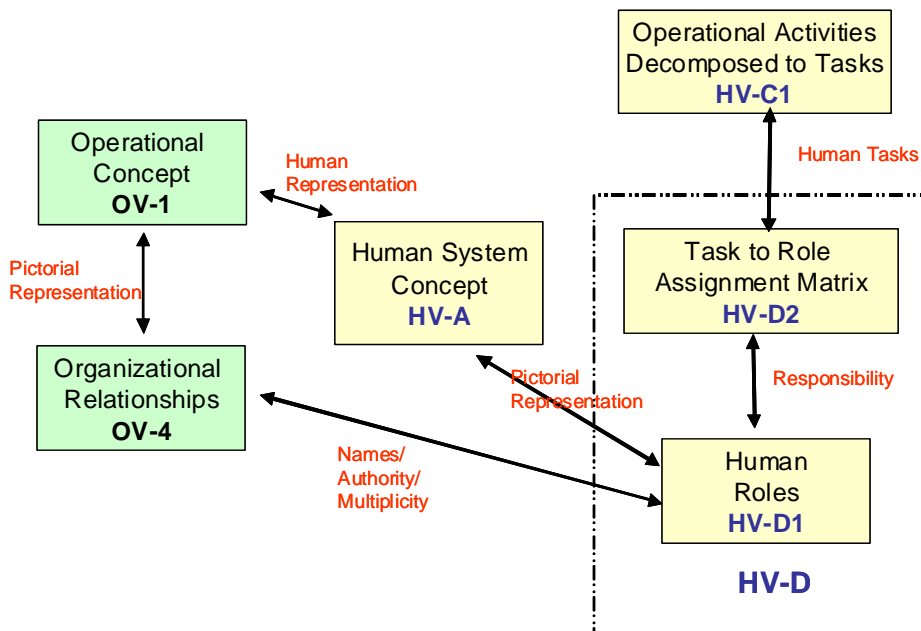 Operational Activities
Decomposed to Tasks
HV-C1
Operational
Concept
OV-1
Human
Representation
Human Tasks
Human System
Concept
HV-A
Task to Role
Assignment Matrix
HV-D2
Pictorial
Representation
Organizational
Relationships
OV-4
Pictorial
Representation
Responsibility
Names/
Authority/
Multiplicity
Human
Roles
HV-D1
HV-D